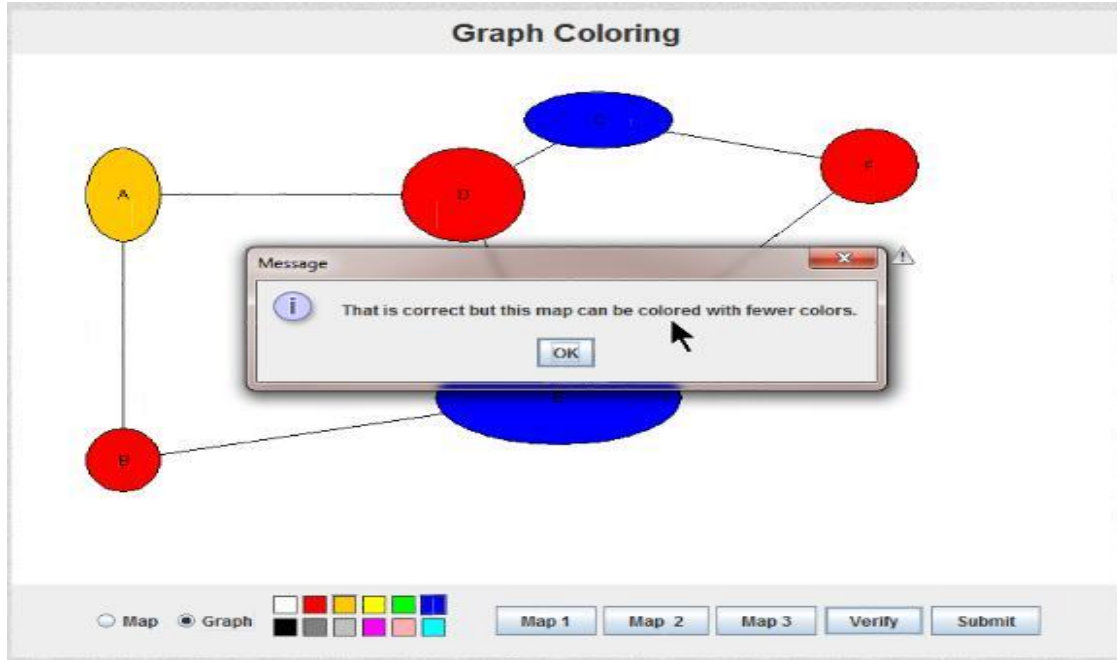 Graph Coloring
C
F
A
D
Message
That is correct but this map can be colored with fewer colors.
OK
E
B
Map Graph Map 1 Map 2 Map 3 Verify Submit